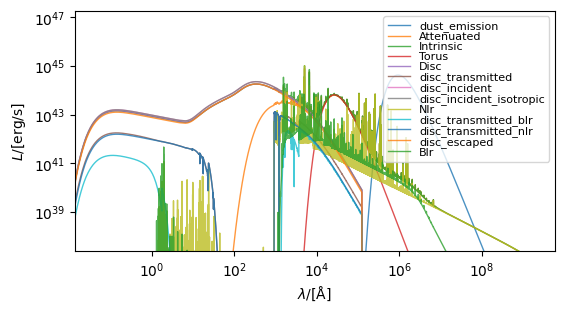 10^47
10^45
10^43
10^41
10^39
L/[erg/s]
dust_emission
Attenuated
Intrinsic
Torus
Disc
disc_transmitted
disc_incident
disc_incident_isotropic
Nlr
disc_transmitted_blr
disc_transmitted_nlr
disc_escaped
Blr
10^0 10^2 10^4 10^6 10^8
λ/[Å]